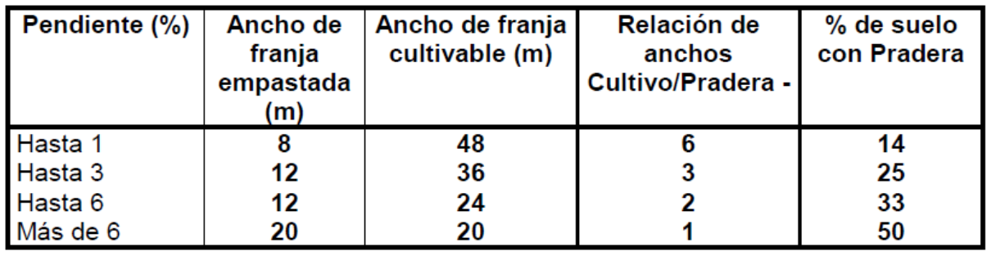 Pendiente (%) Ancho de franja empastada (m) Ancho de franja cultivable (m) Relación de anchos Cultivo/Pradera - % de suelo con Pradera
Hasta 1 8 48 6 14
Hasta 3 12 36 3 25
Hasta 6 12 24 2 33
Más de 6 20 20 1 50